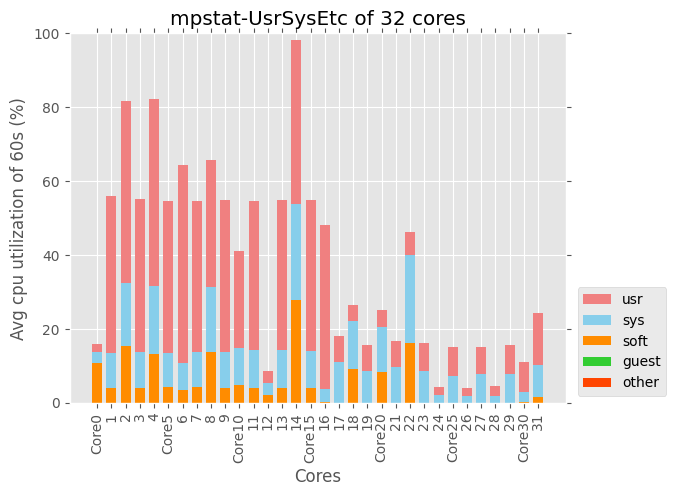 mpstat-UsrSysEtc of 32 cores
Avg cpu utilization of 60s (%)
100
80
60
40
20
0
Core0
1
2
3
4
Core5
6
7
8
9
Core10
11
12
13
14
Core15
16
17
18
19
Core20
21
22
23
24
Core25
26
27
28
29
Core30
31
Cores
usr
sys
soft
guest
other